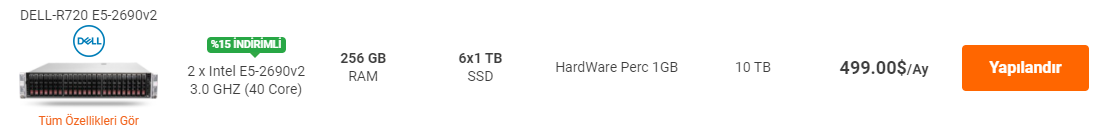 DELL-R720 E5-2690v2
DELL
%15 İNDİRİMLİ
2 x Intel E5-2690v2
3.0 GHZ (40 Core)
256 GB
RAM
6x1 TB
SSD
HardWare Perc 1GB
10 TB
499.00$/Ay
Yapılandır
Tüm Özellikleri Gör